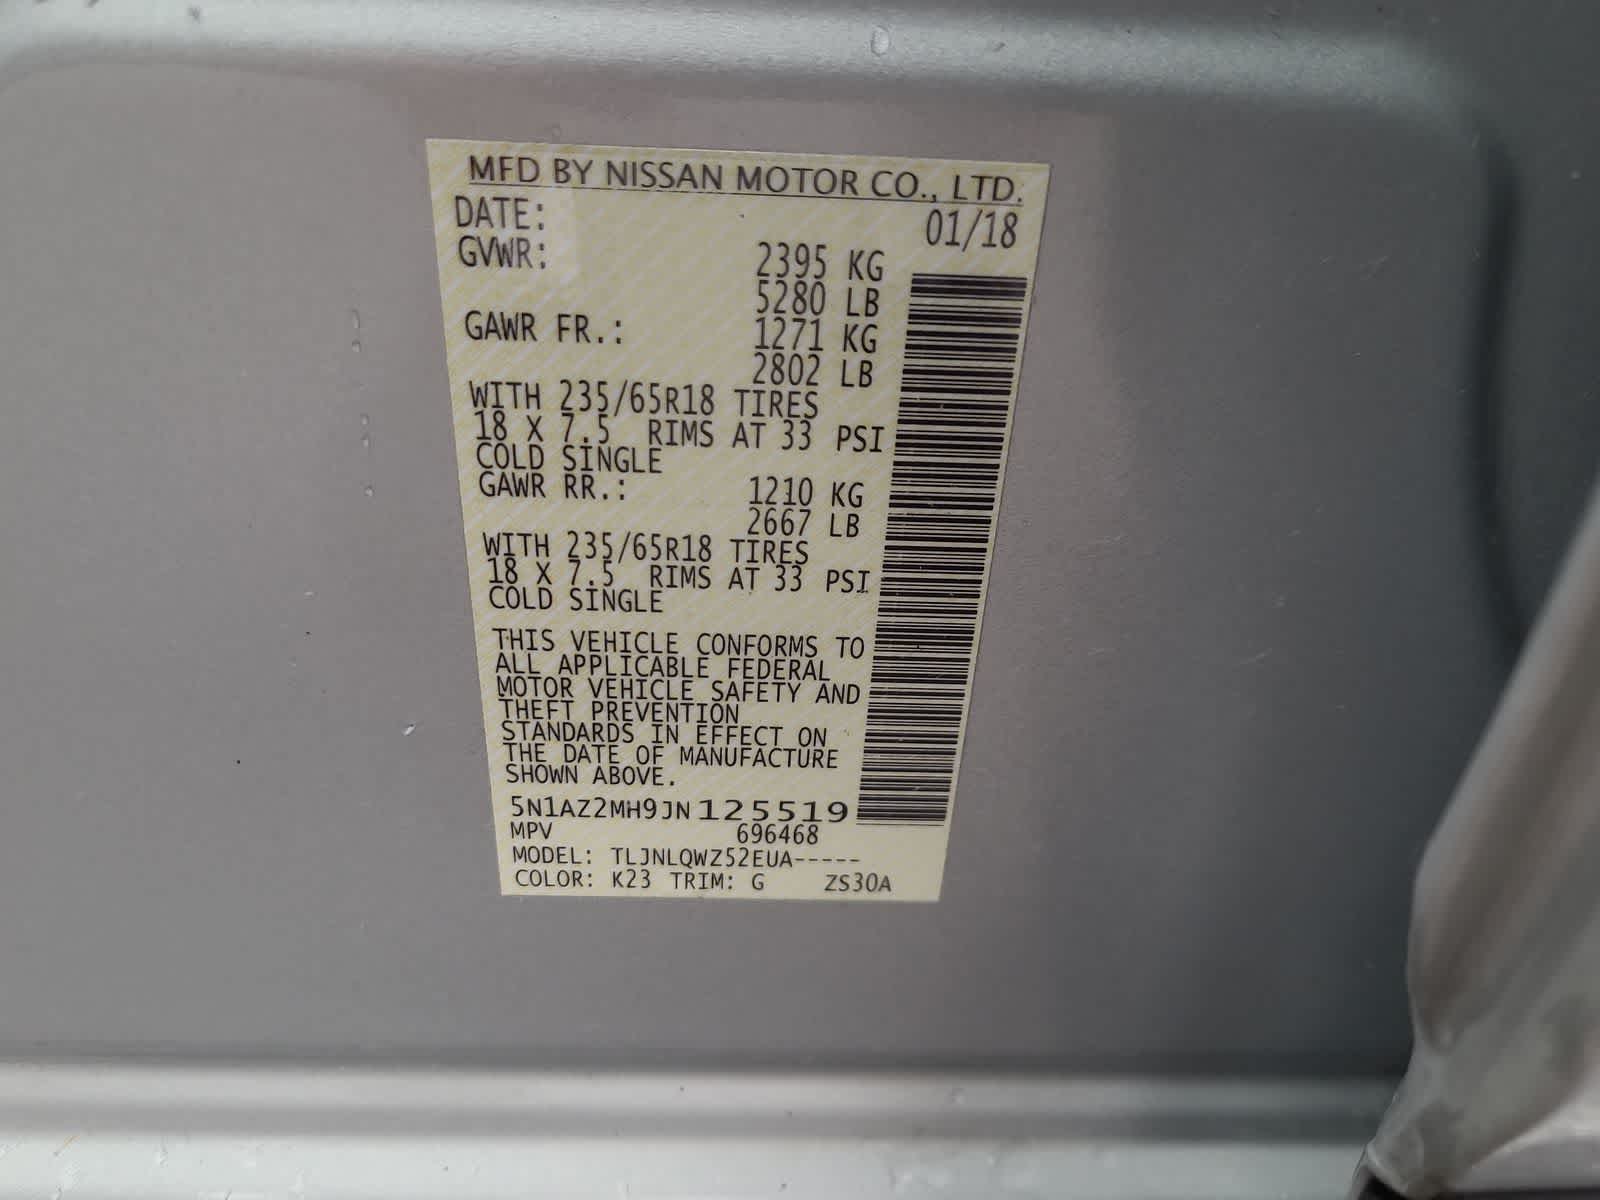 MFD BY NISSAN MOTOR CO., LTD.
DATE: 01/18
GVWR: 2395 KG
5280 LB
GAWR FR.: 1271 KG
2802 LB
WITH 235/65R18 TIRES
18 X 7.5 RIMS AT 33 PSI
COLD SINGLE
GAWR RR.: 1210 KG
2667 LB
WITH 235/65R18 TIRES
18 X 7.5 RIMS AT 33 PSI
COLD SINGLE
THIS VEHICLE CONFORMS TO
ALL APPLICABLE FEDERAL
MOTOR VEHICLE SAFETY AND
THEFT PREVENTION
STANDARDS IN EFFECT ON
THE DATE OF MANUFACTURE
SHOWN ABOVE.
5N1AZ2MH9JN125519
MPV 696468
MODEL: TLJNLQWZ52EUA-----
COLOR: K23 TRIM: G ZS30A